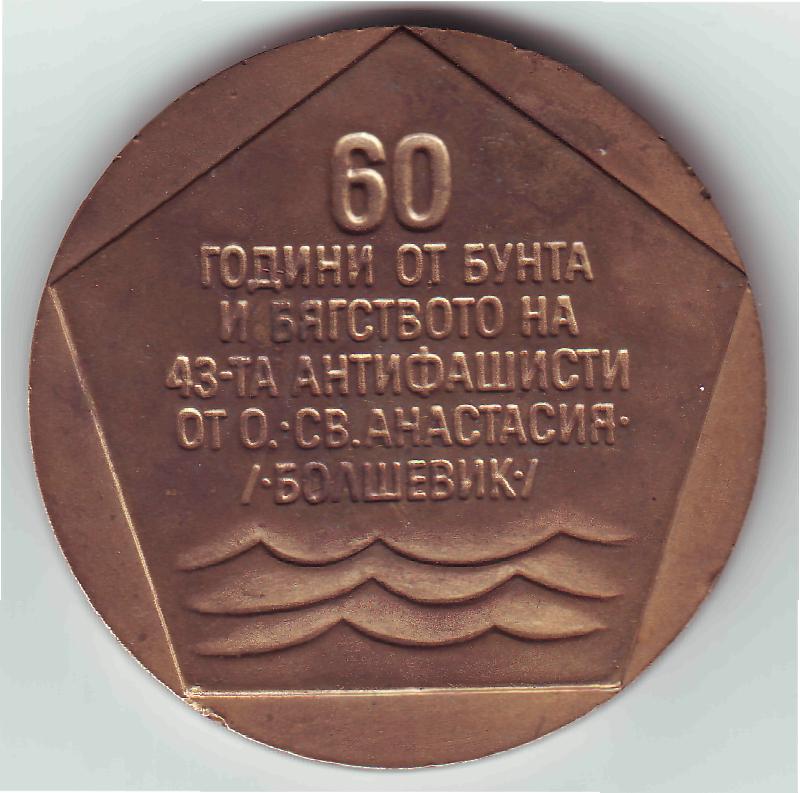 60
ГОДИНИ ОТ БУНТА
И БЯГСТВОТО НА
43-ТА АНТИФАШИСТИ
ОТ О.·СВ.АНАСТАСИЯ·
/·БОЛШЕВИК·/